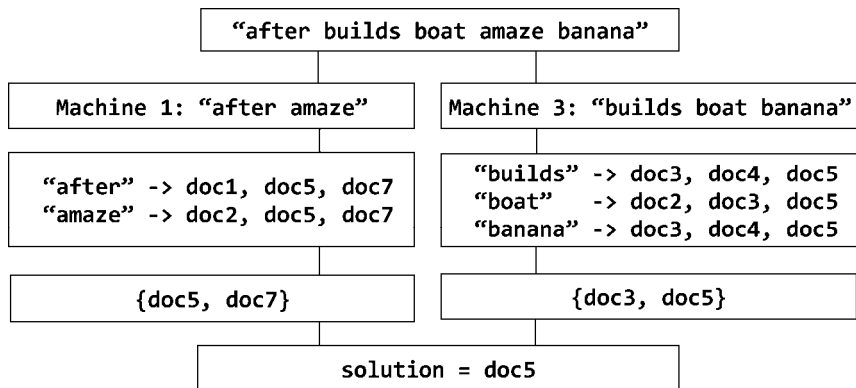 “after builds boat amaze banana”
Machine 1: “after amaze”
Machine 3: “builds boat banana”
“after” -> doc1, doc5, doc7
“amaze” -> doc2, doc5, doc7
“builds” -> doc3, doc4, doc5
“boat” -> doc2, doc3, doc5
“banana” -> doc3, doc4, doc5
{doc5, doc7}
{doc3, doc5}
solution = doc5